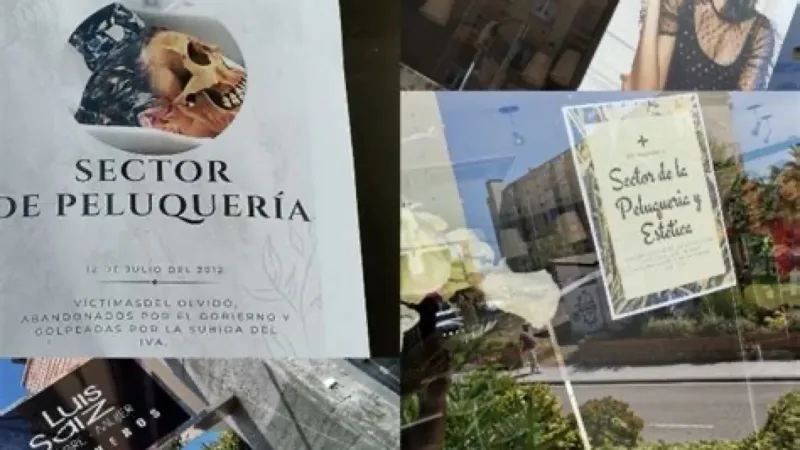 SECTOR
DE PELUQUERÍA
12 DE JULIO DEL 2012
VÍCTIMASDEL OLVIDO,
ABANDONADOS POR EL GOBIERNO Y
GOLPEADAS POR LA SUBIDA DEL
IVA.
Sector de la
Peluquería y
Estética
LUIS
Saiz
MUJER